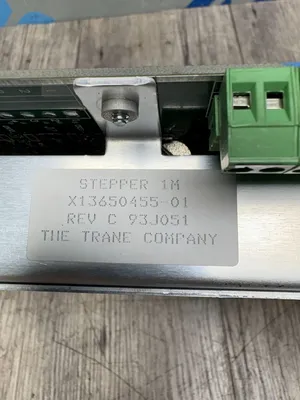 STEPPER 1M
X13650455-01
REV C 93J051
THE TRANE COMPANY